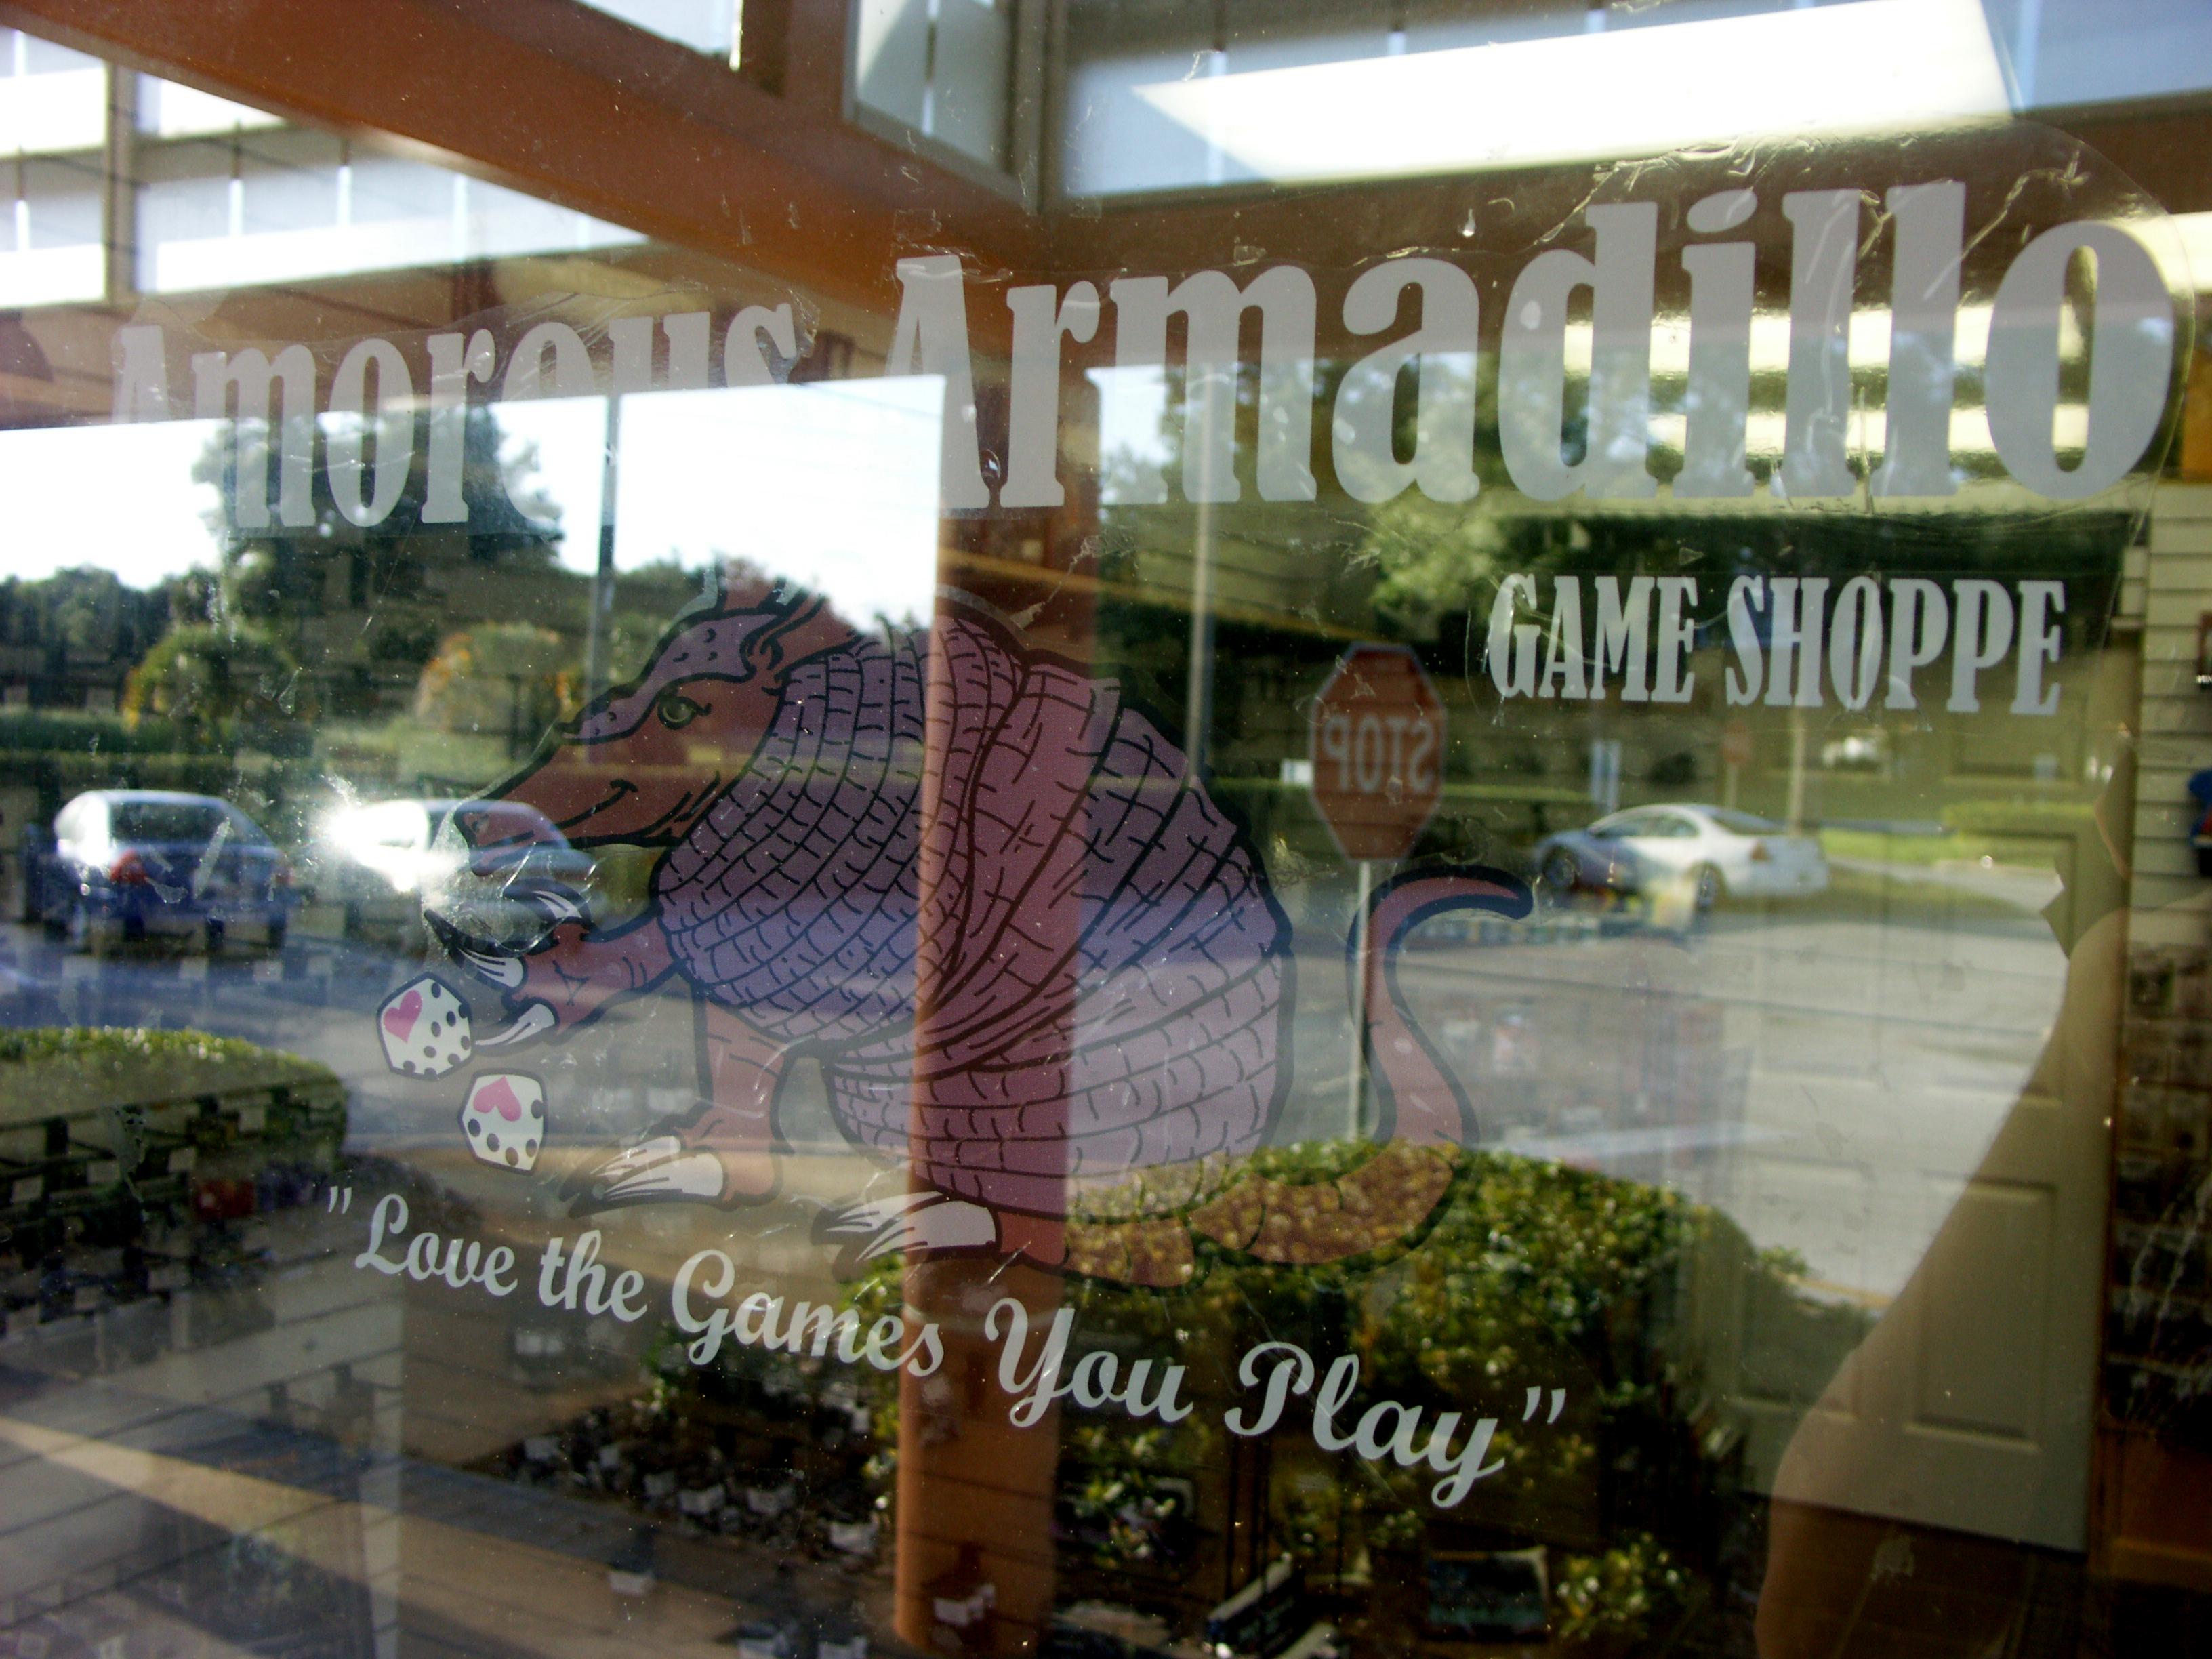 Amorous Armadillo
GAME SHOPPE
STOP
"Love the Games You Play"